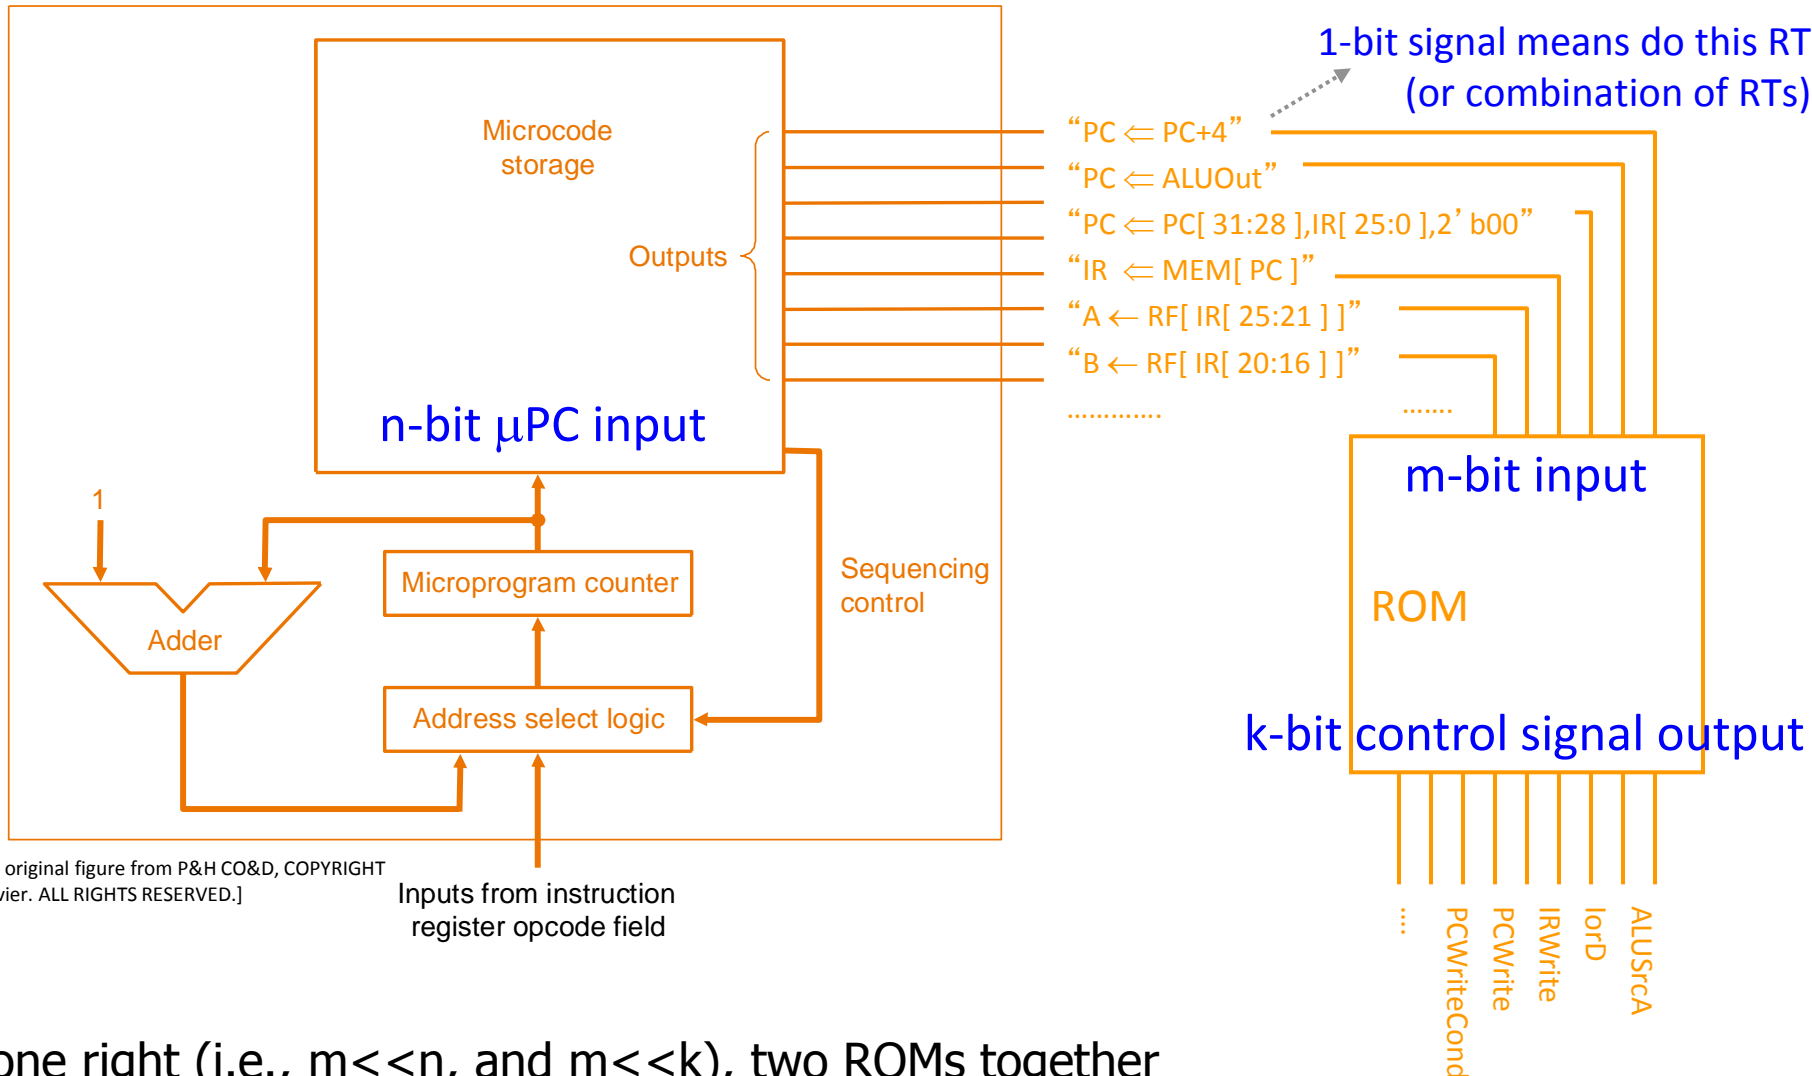 1-bit signal means do this RT
(or combination of RTs)
Microcode
storage
Outputs
n-bit μPC input
“PC ⇐ PC+4”
“PC ⇐ ALUOut”
“PC ⇐ PC[ 31:28 ],IR[ 25:0 ],2’ b00”
“IR ⇐ MEM[ PC ]”
“A ← RF[ IR[ 25:21 ] ]”
“B ← RF[ IR[ 20:16 ] ]”
………….
…….
m-bit input
ROM
k-bit control signal output
1
Adder
Microprogram counter
Address select logic
Sequencing
control
Inputs from instruction
register opcode field
original figure from P&H CO&D, COPYRIGHT
vier. ALL RIGHTS RESERVED.]
....
PCWriteCond
PCWrite
IRWrite
IorD
ALUSrcA
one right (i.e., m<<n, and m<<k), two ROMs together